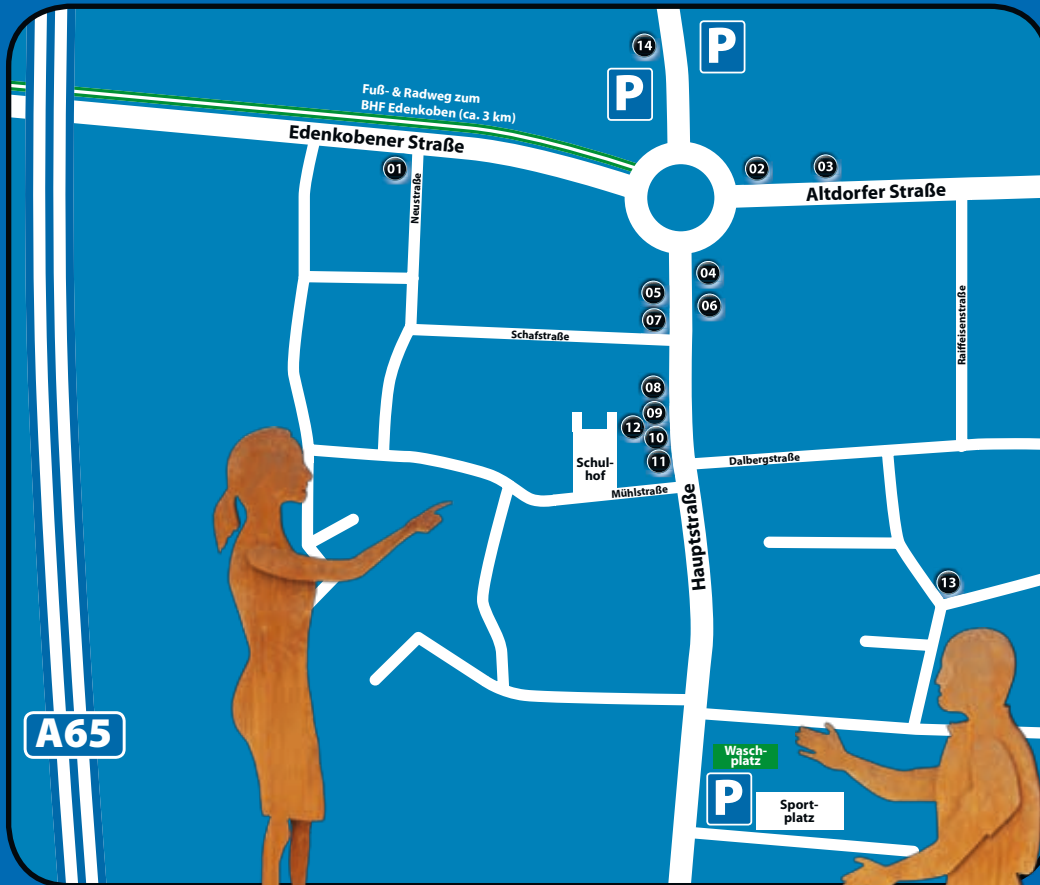 14
P
P
Fuß- & Radweg zum
BHF Edenkoben (ca. 3 km)
Edenkobener Straße
01
Neustraße
02
03
Altdorfer Straße
04
05
06
07
Schafstraße
Raiffeisenstraße
08
09
12
10
11
Schul-
hof
Mühlstraße
Dalbergstraße
Hauptstraße
13
A65
Wasch-
platz
P
Sport-
platz